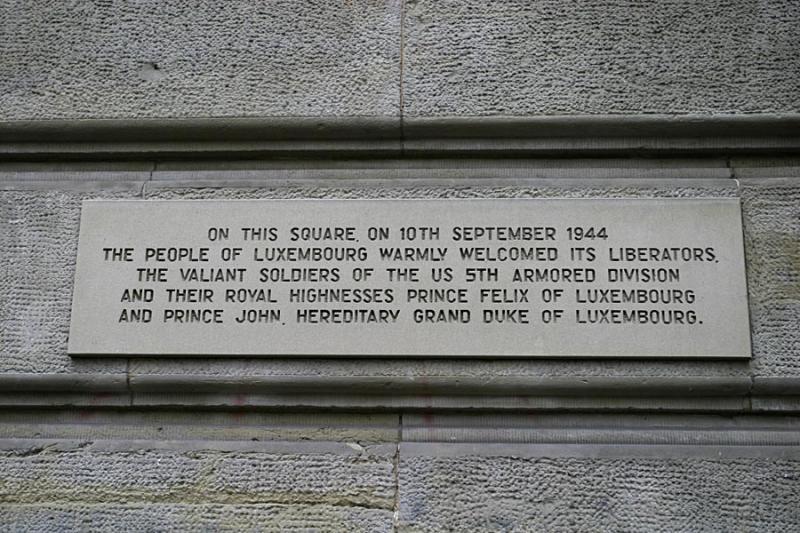 ON THIS SQUARE, ON 10TH SEPTEMBER 1944
THE PEOPLE OF LUXEMBOURG WARMLY WELCOMED ITS LIBERATORS,
THE VALIANT SOLDIERS OF THE US 5TH ARMORED DIVISION
AND THEIR ROYAL HIGHNESSES PRINCE FELIX OF LUXEMBOURG
AND PRINCE JOHN, HEREDITARY GRAND DUKE OF LUXEMBOURG.